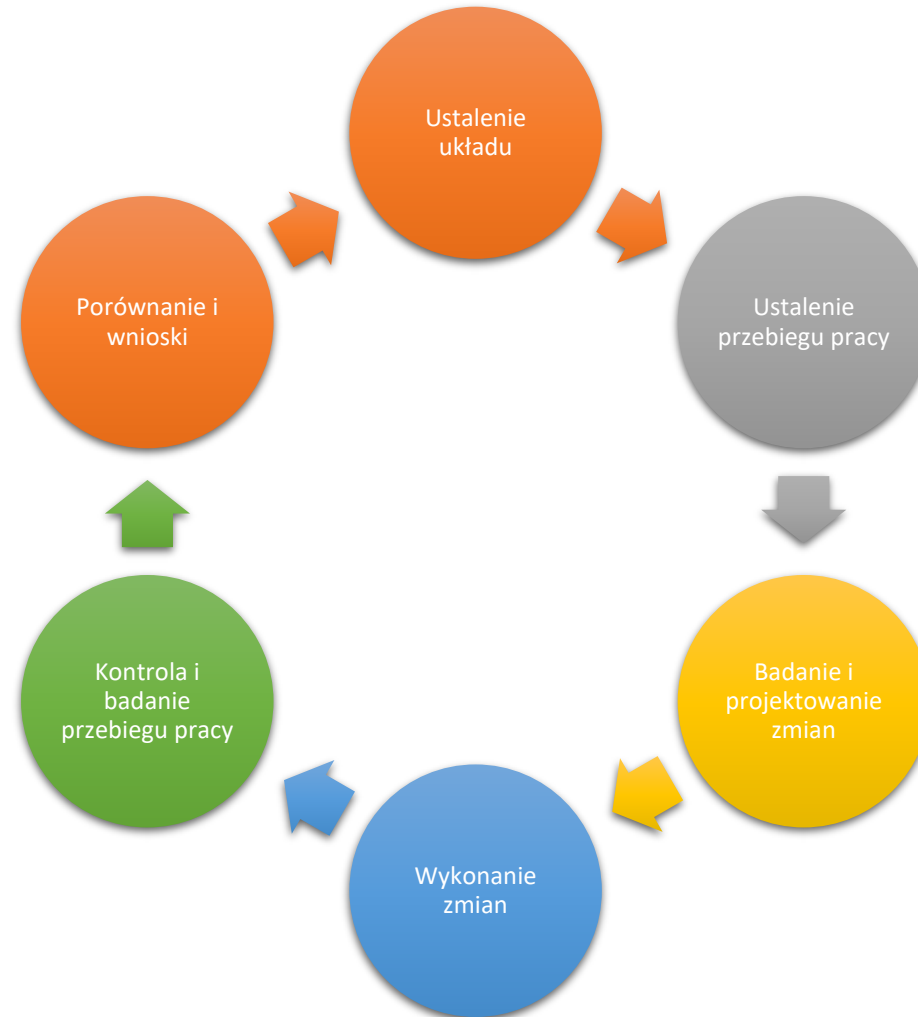 Ustalenie
układu
Ustalenie
przebiegu pracy
Badanie i
projektowanie
zmian
Wykonanie
zmian
Kontrola i
badanie
przebiegu pracy
Porównanie i
wnioski